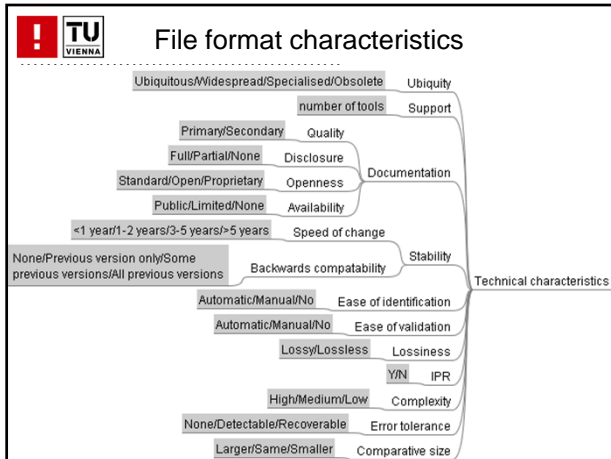 !
TU
VIENNA
File format characteristics
Ubiquitous/Widespread/Specialised/Obsolete Ubiquity
number of tools Support
Primary/Secondary Quality
Full/Partial/None Disclosure
Documentation
Standard/Open/Proprietary Openness
Public/Limited/None Availability
<1 year/1-2 years/3-5 years/>5 years Speed of change
Stability
None/Previous version only/Some
previous versions/All previous versions Backwards compatability
Technical characteristics
Automatic/Manual/No Ease of identification
Automatic/Manual/No Ease of validation
Lossy/Lossless Lossiness
Y/N IPR
High/Medium/Low Complexity
None/Detectable/Recoverable Error tolerance
Larger/Same/Smaller Comparative size